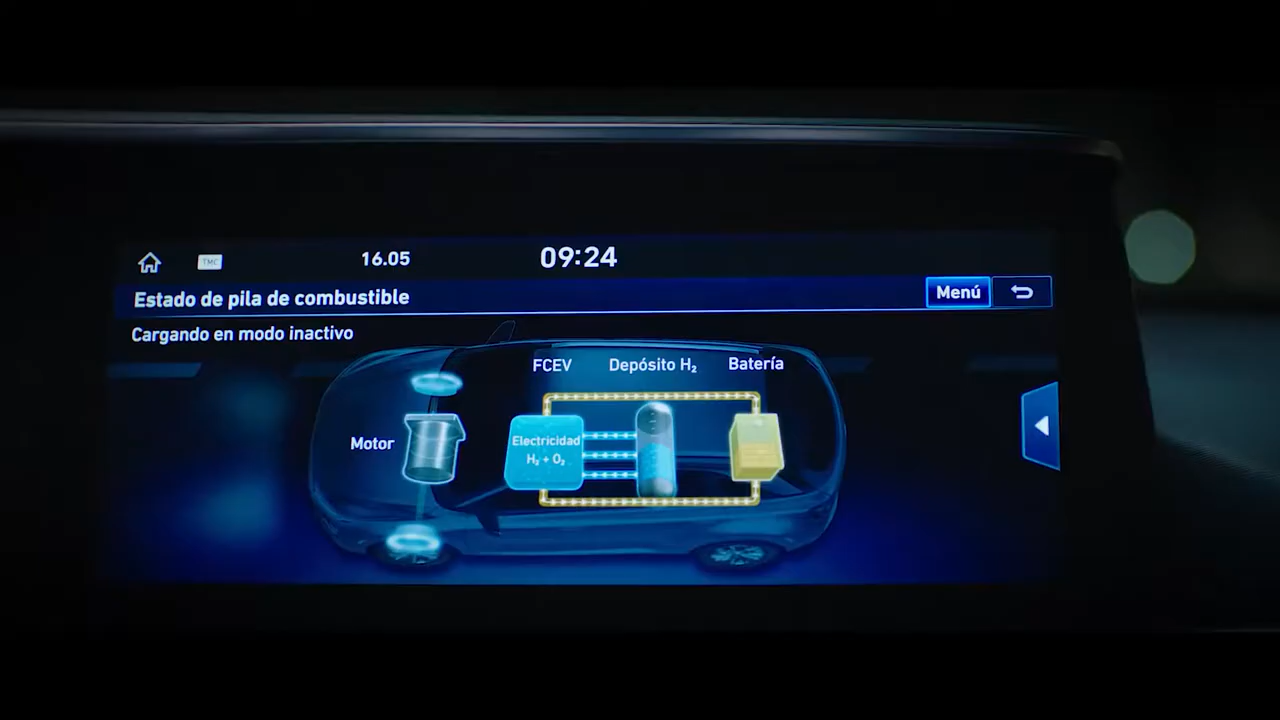 TMC 16.05 09:24
Estado de pila de combustible Menú
Cargando en modo inactivo
FCEV Depósito H₂ Batería
Motor
Electricidad
H₂ + O₂